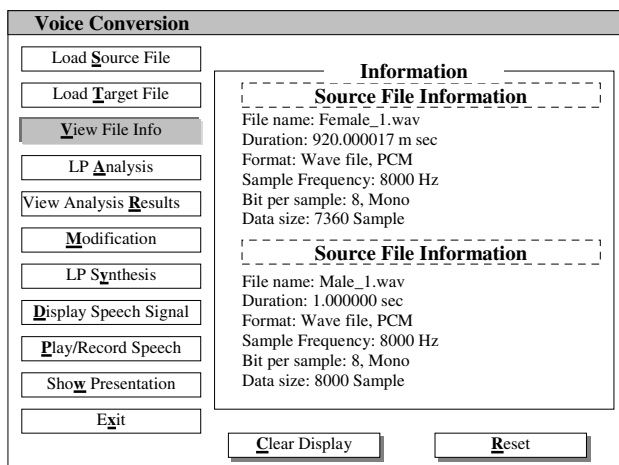 Voice Conversion
Load Source File
Load Target File
View File Info
LP Analysis
View Analysis Results
Modification
LP Synthesis
Display Speech Signal
Play/Record Speech
Show Presentation
Exit
Information
Source File Information
File name: Female_1.wav
Duration: 920.000017 m sec
Format: Wave file, PCM
Sample Frequency: 8000 Hz
Bit per sample: 8, Mono
Data size: 7360 Sample
Source File Information
File name: Male_1.wav
Duration: 1.000000 sec
Format: Wave file, PCM
Sample Frequency: 8000 Hz
Bit per sample: 8, Mono
Data size: 8000 Sample
Clear Display
Reset